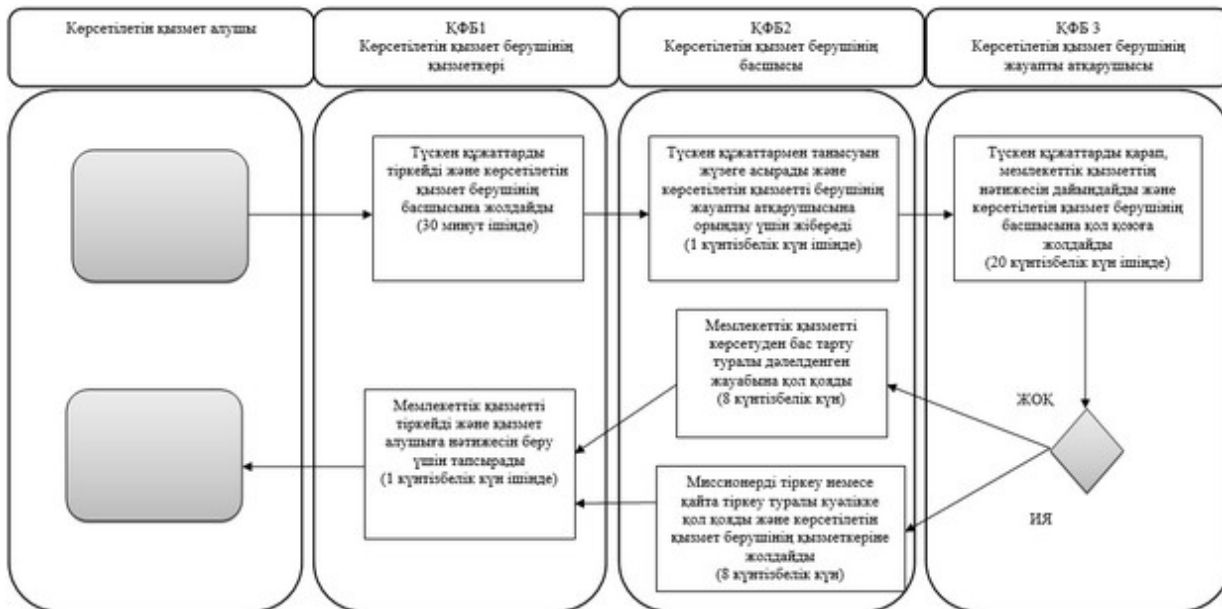 Көрсетілетін қызмет алушы
ҚФБ1
Көрсетілетін қызмет берушінің
қызметкері
ҚФБ2
Көрсетілетін қызмет берушінің
басшысы
ҚФБ 3
Көрсетілетін қызмет берушінің
жауапты атқарушысы
Түскен құжаттарды
тіркейді және көрсетілетін
қызмет берушінің
басшысына жолдайды
(30 минут ішінде)
Түскен құжаттармен танысуын
жүзеге асырады және
көрсетілетін қызметті берушінің
жауапты атқарушысына
орындау үшін жібереді
(1 күнтізбелік күн ішінде)
Түскен құжаттарды қарап,
мемлекеттік қызметтің
нәтижесін дайындайды және
көрсетілетін қызмет берушінің
басшысына қол қоюға
жолдайды
(20 күнтізбелік күн ішінде)
Мемлекеттік қызметті
көрсетуден бас тарту
туралы дәлелденген
жауабына қол қояды
(8 күнтізбелік күн)
ЖОҚ
Мемлекеттік қызметті
тіркейді және қызмет
алушыға нәтижесін беру
үшін тапсырады
(1 күнтізбелік күн ішінде)
Миссионерді тіркеу немесе
қайта тіркеу туралы куәлікке
қол қояды және көрсетілетін
қызмет берушінің қызметкеріне
жолдайды
(8 күнтізбелік күн)
ИЯ